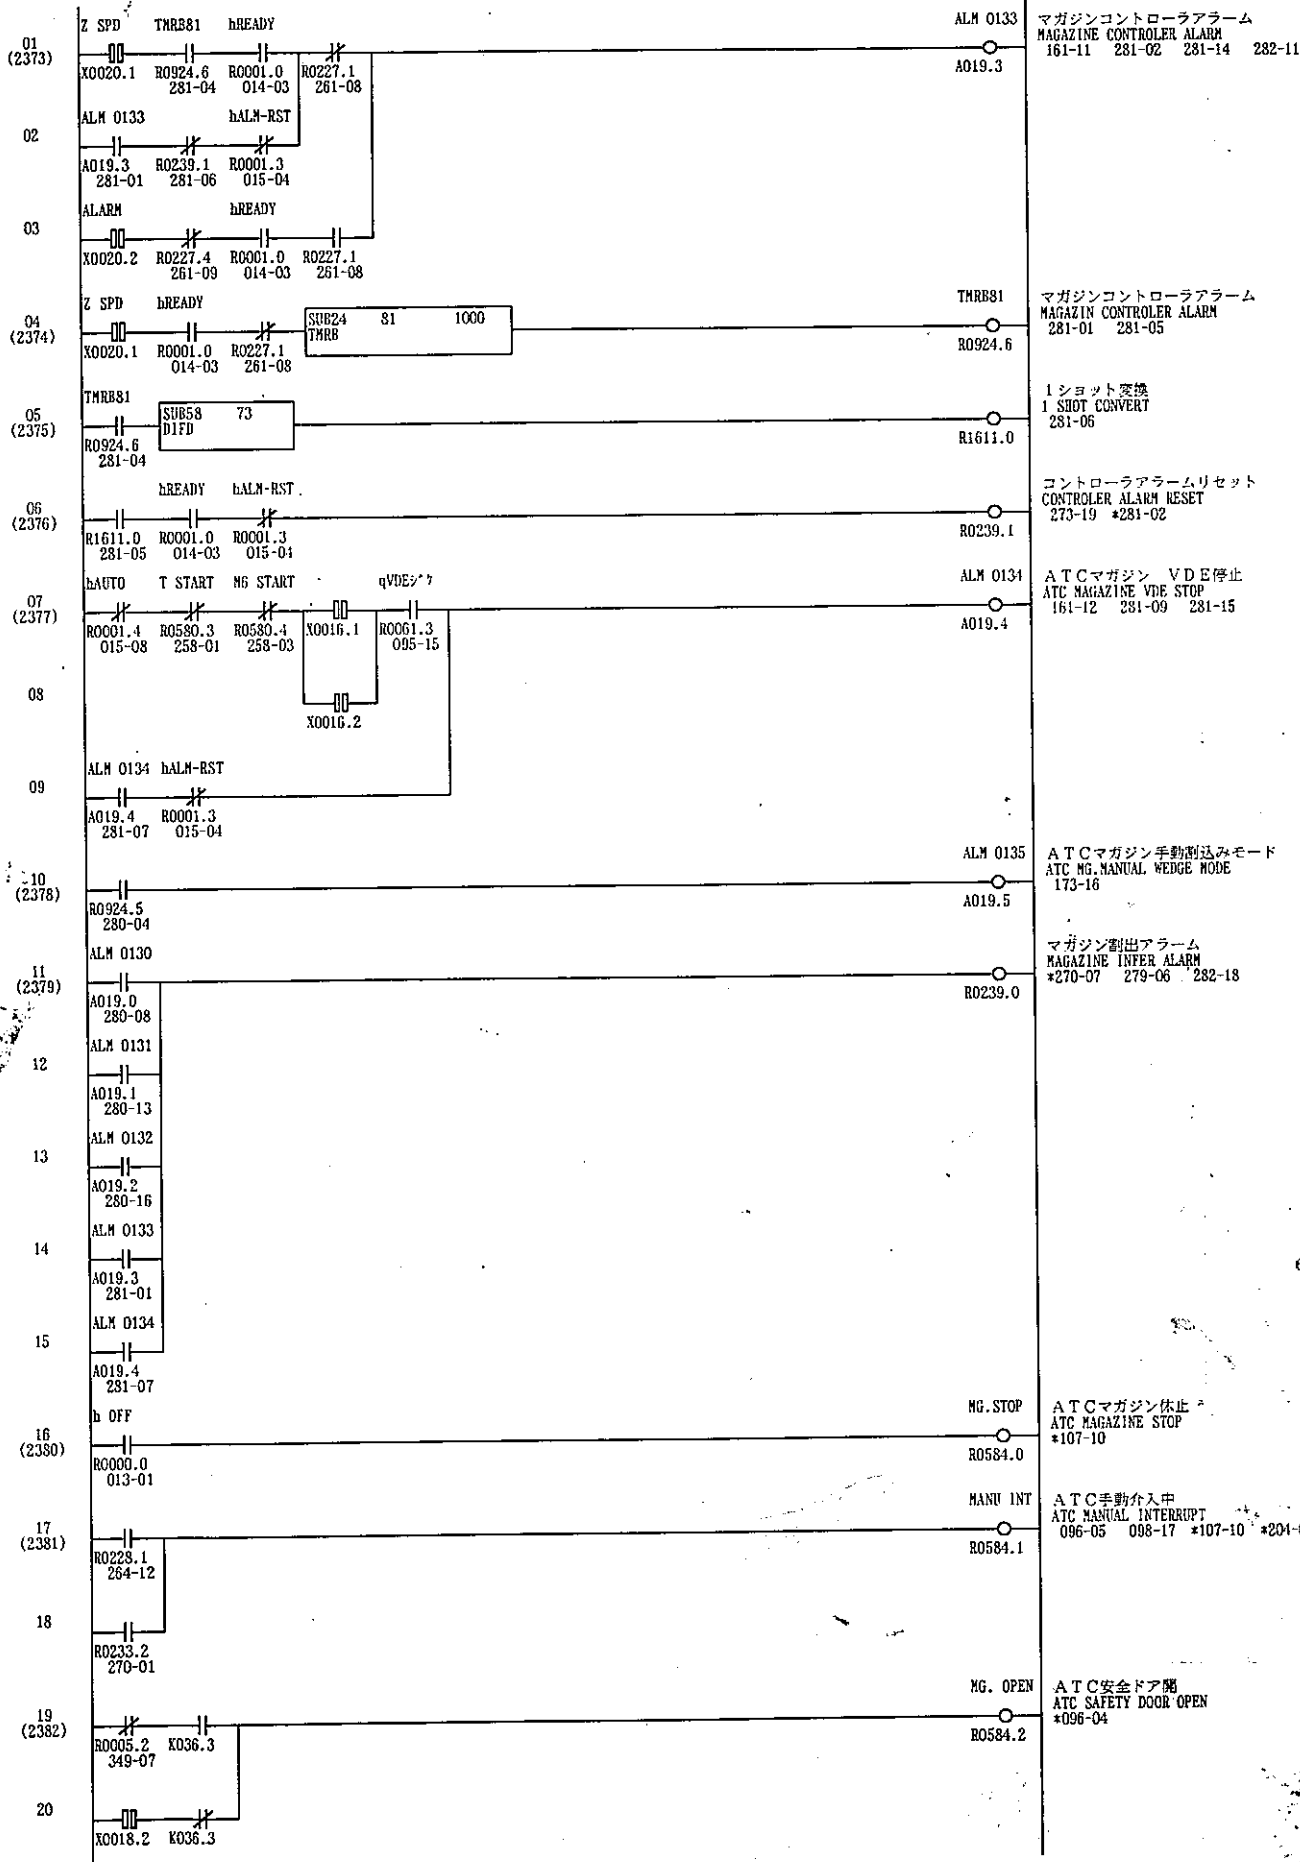 Z SPD TMRB81 hREADY ALM 0133 マガジンコントローラアラーム
01 MAGAZINE CONTROLER ALARM
(2373) X0020.1 R0924.6 R0001.0 R0227.1 A019.3 161-11 281-02 281-14 282-11
281-04 014-03 261-08
ALM 0133 hALM-RST
02
A019.3 R0239.1 R0001.3
281-01 281-06 015-04
ALARM hREADY
03
X0020.2 R0227.4 R0001.0 R0227.1
261-09 014-03 261-08
Z SPD hREADY TMRB81 マガジンコントローラアラーム
04 SUB24 81 1000 MAGAZIN CONTROLER ALARM
(2374) TMRB 281-01 281-05
X0020.1 R0001.0 R0227.1 R0924.6
014-03 261-08
TMRB81 1ショット変換
05 SUB58 73 1 SHOT CONVERT
(2375) DIFD 281-06
R0924.6 R1611.0
281-04
hREADY hALM-RST コントローラアラームリセット
06 CONTROLER ALARM RESET
(2376) 273-19 *281-02
R1611.0 R0001.0 R0001.3 R0239.1
281-05 014-03 015-04
hAUTO T START MG START qVDEｼﾞｸ ALM 0134 ATCマガジン VDE停止
07 ATC MAGAZINE VDE STOP
(2377) 161-12 281-09 281-15
R0001.4 R0580.3 R0580.4 X0016.1 R0061.3 A019.4
015-08 258-01 258-03 095-15
08
X0016.2
ALM 0134 hALM-RST
09
A019.4 R0001.3
281-07 015-04
ALM 0135 ATCマガジン手動割込みモード
10 ATC MG.MANUAL WEDGE MODE
(2378) 173-16
R0924.5 A019.5
280-04
ALM 0130 マガジン割出アラーム
11 MAGAZINE INFER ALARM
(2379) *270-07 279-06 282-18
A019.0 R0239.0
280-08
ALM 0131
12
A019.1
280-13
ALM 0132
13
A019.2
280-16
ALM 0133
14
A019.3
281-01
ALM 0134
15
A019.4
281-07
h OFF MG.STOP ATCマガジン休止
16 ATC MAGAZINE STOP
(2380) *107-10
R0000.0 R0584.0
013-01
MANU INT ATC手動介入中
17 ATC MANUAL INTERRUPT
(2381) 096-05 098-17 *107-10
R0228.1 R0584.1
264-12
18
R0233.2
270-01
MG. OPEN ATC安全ドア開
19 ATC SAFETY DOOR OPEN
(2382) *096-04
R0005.2 K036.3 R0584.2
349-07
20
X0018.2 K036.3